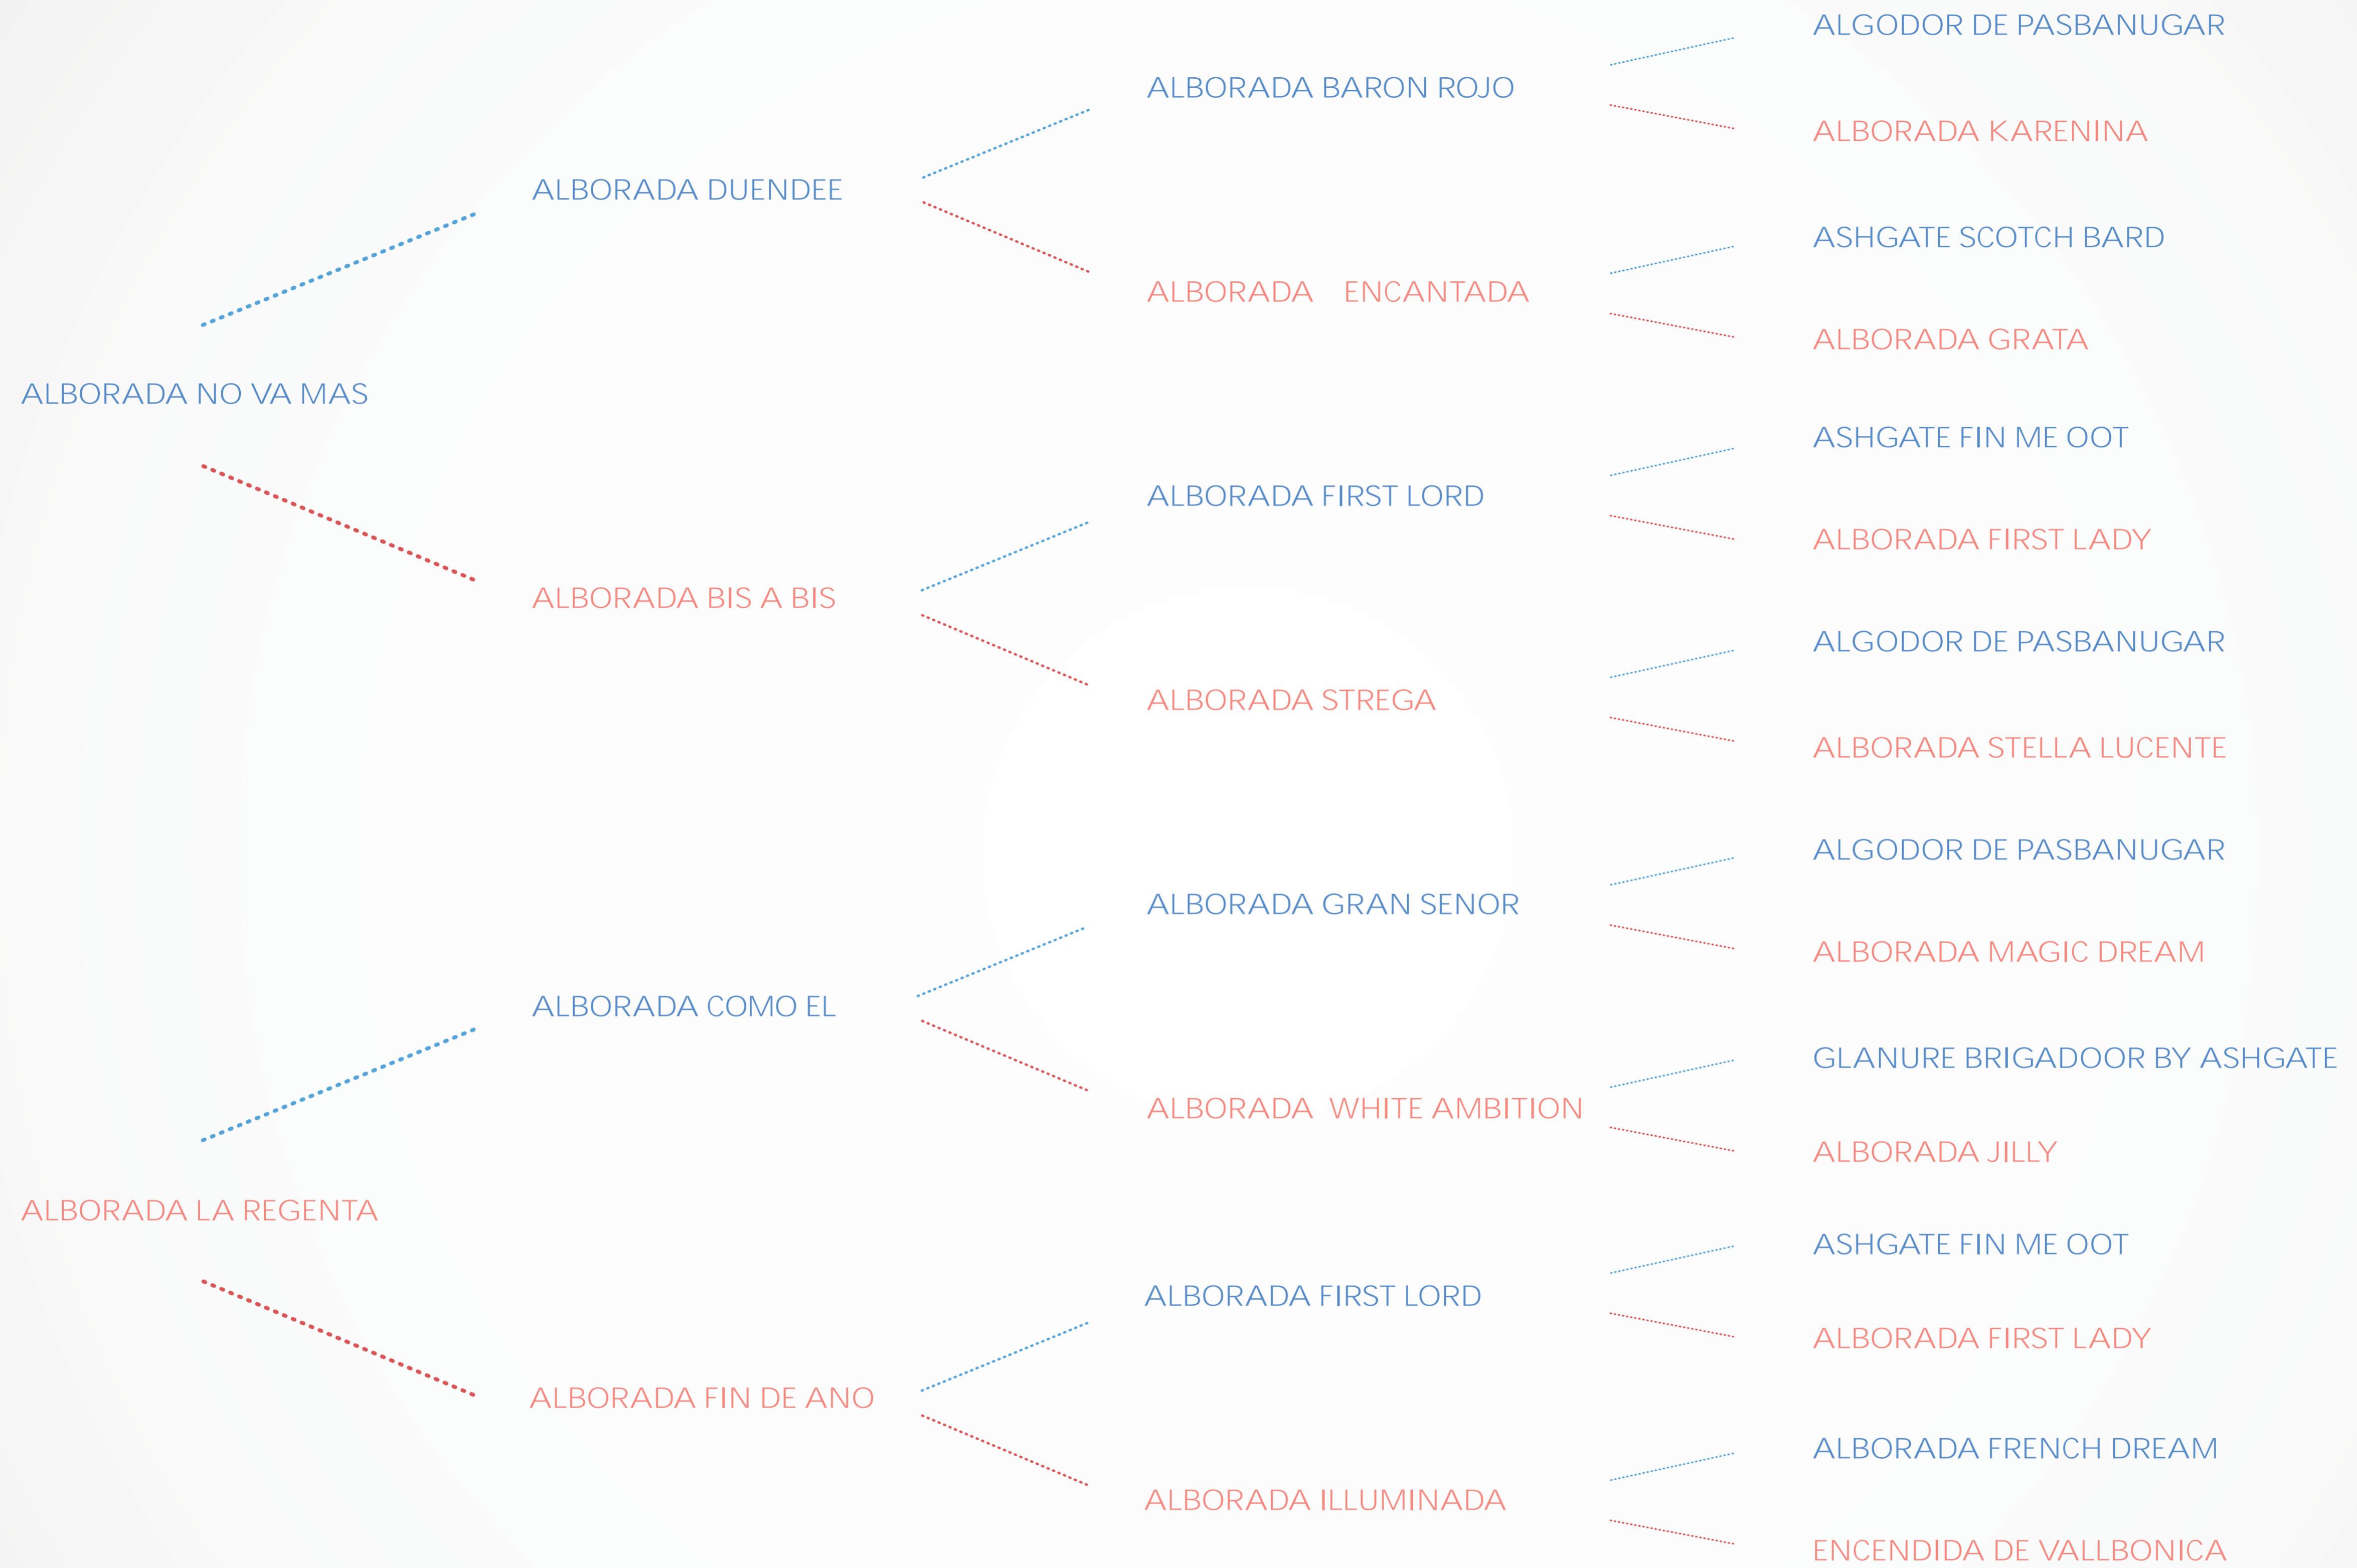 ALGODOR DE PASBANUGAR
ALBORADA BARON ROJO
ALBORADA KARENINA
ALBORADA DUENDEE
ASHGATE SCOTCH BARD
ALBORADA ENCANTADA
ALBORADA GRATA
ALBORADA NO VA MAS
ASHGATE FIN ME OOT
ALBORADA FIRST LORD
ALBORADA FIRST LADY
ALBORADA BIS A BIS
ALGODOR DE PASBANUGAR
ALBORADA STREGA
ALBORADA STELLA LUCENTE
ALGODOR DE PASBANUGAR
ALBORADA GRAN SENOR
ALBORADA MAGIC DREAM
ALBORADA COMO EL
GLANURE BRIGADOOR BY ASHGATE
ALBORADA WHITE AMBITION
ALBORADA JILLY
ALBORADA LA REGENTA
ASHGATE FIN ME OOT
ALBORADA FIRST LORD
ALBORADA FIRST LADY
ALBORADA FIN DE ANO
ALBORADA FRENCH DREAM
ALBORADA ILLUMINADA
ENCENDIDA DE VALLBONICA